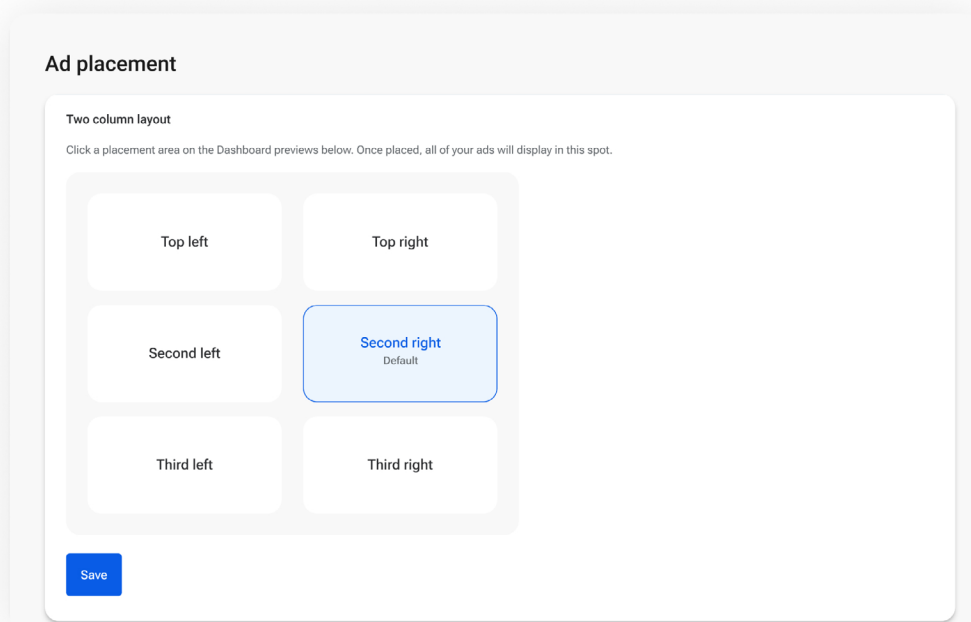 Ad placement
Two column layout
Click a placement area on the Dashboard previews below. Once placed, all of your ads will display in this spot.
Top left
Top right
Second left
Second right
Default
Third left
Third right
Save